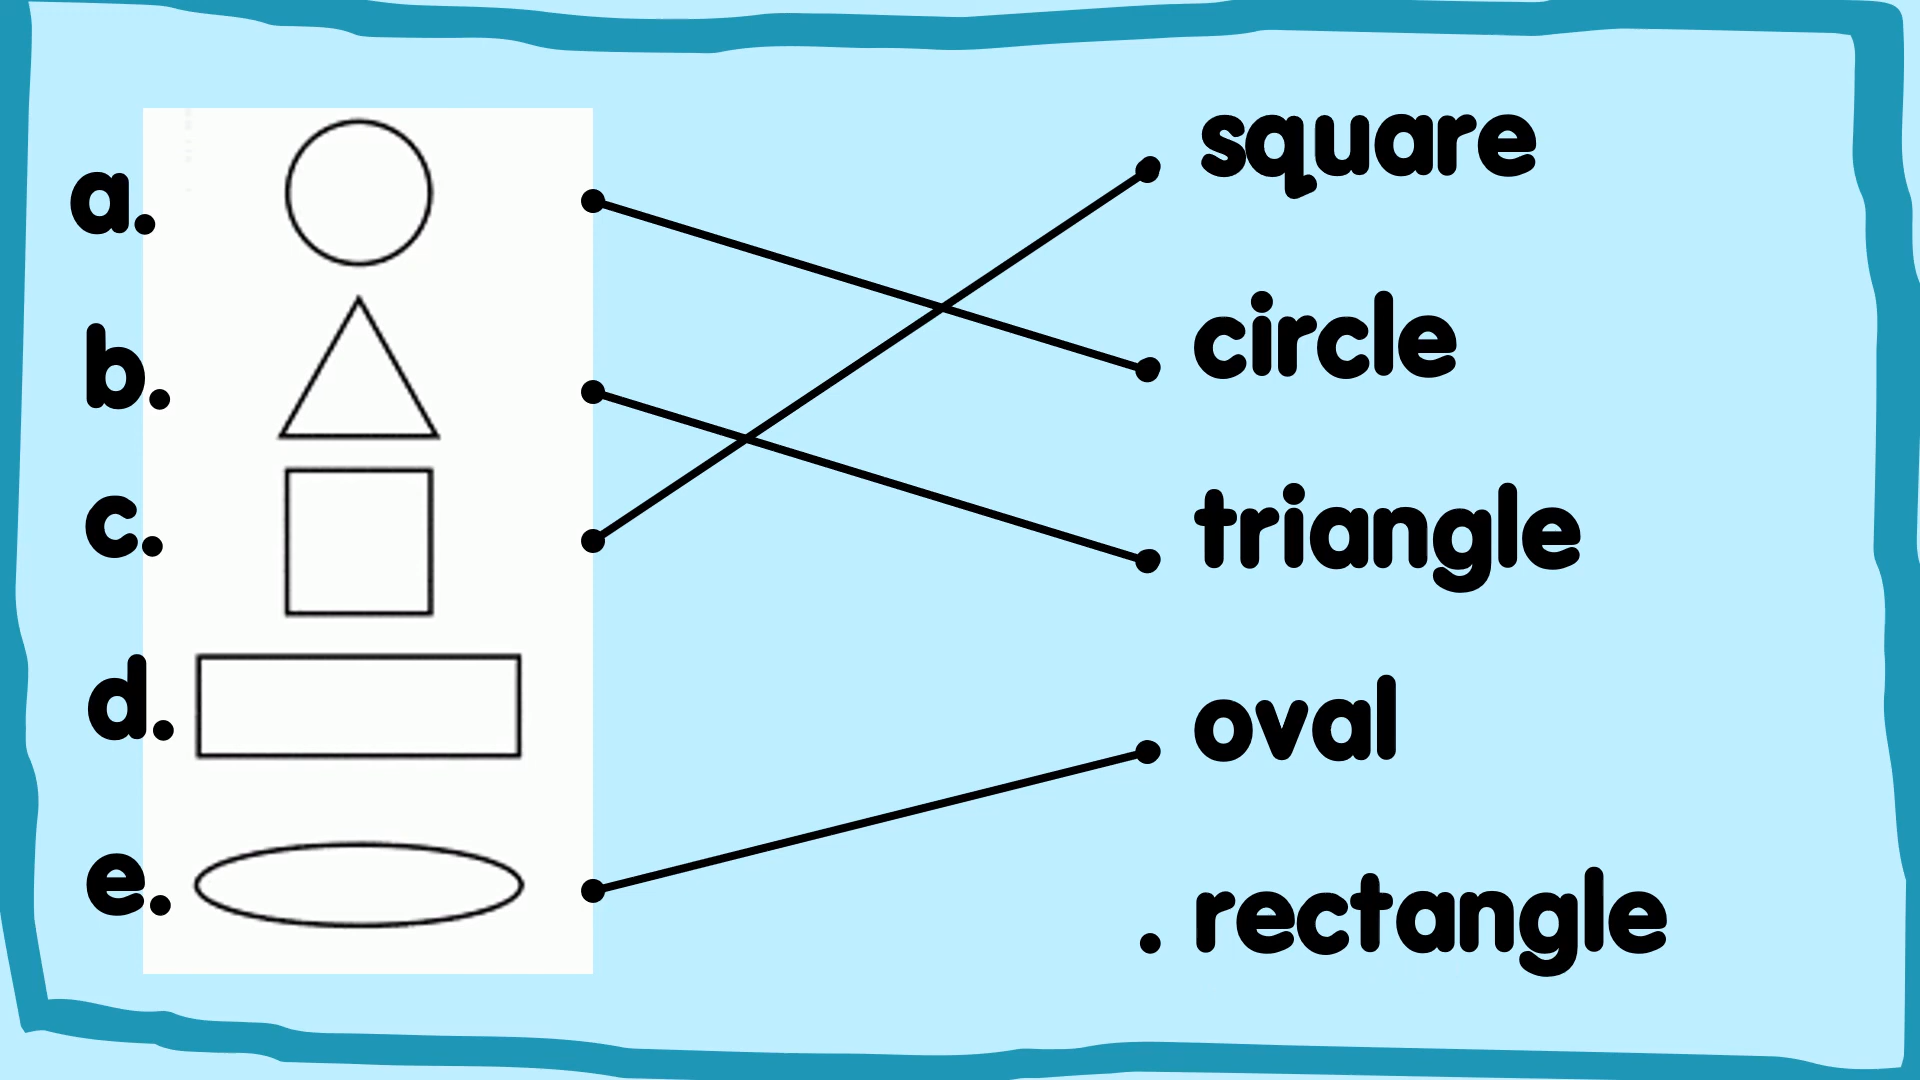 a.
b.
c.
d.
e.
square
circle
triangle
oval
. rectangle